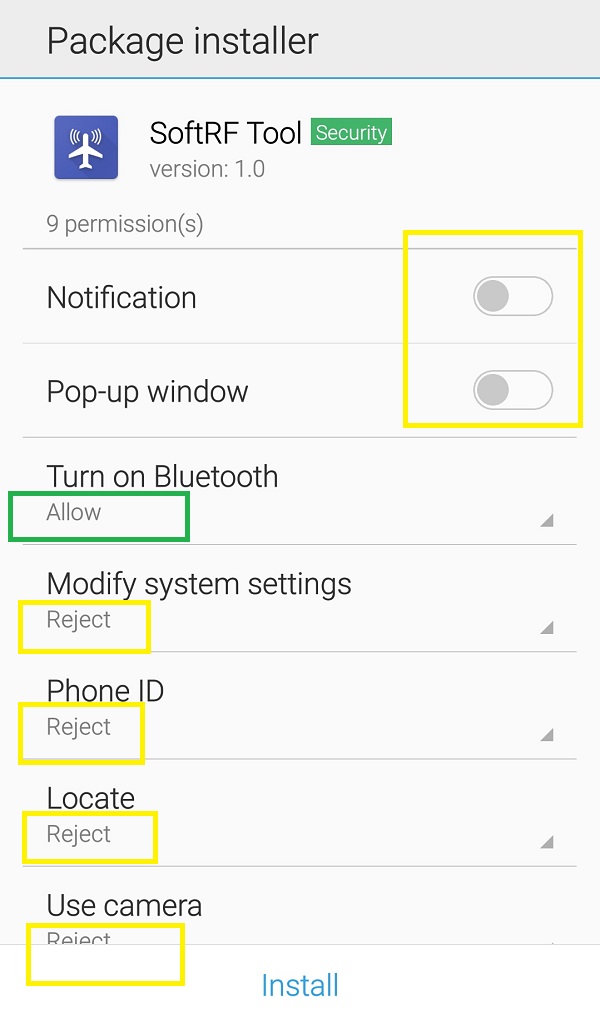 Package installer
SoftRF Tool Security
version: 1.0
9 permission(s)
Notification
Pop-up window
Turn on Bluetooth
Allow
Modify system settings
Reject
Phone ID
Reject
Locate
Reject
Use camera
Reject
Install